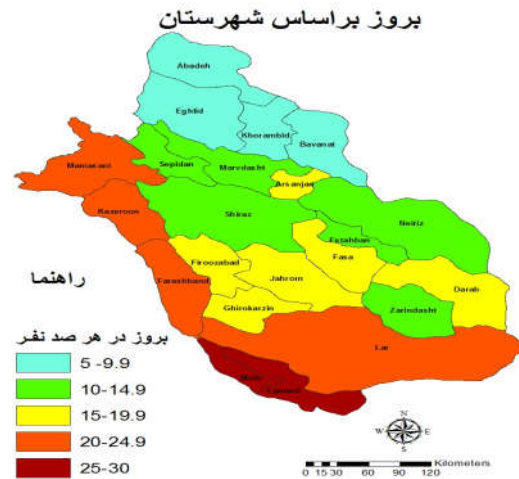 بروز براساس شهرستان
Abadeh
Eghlid
Khorambid
Bavanat
Mamasani
Sepidan
Marvdasht
Arsanjan
Kazeroon
Shiraz
Neiriz
Estahban
Firoozabad
Fasa
Farashband
Jahrom
Darab
Ghirokarzin
Zarindasht
Lar
Lamerd
راهنما
بروز در هر صد نفر
5 -9.9
10-14.9
15-19.9
20-24.9
25-30
N
W
E
S
Kilometers
0 15 30 60 90 120